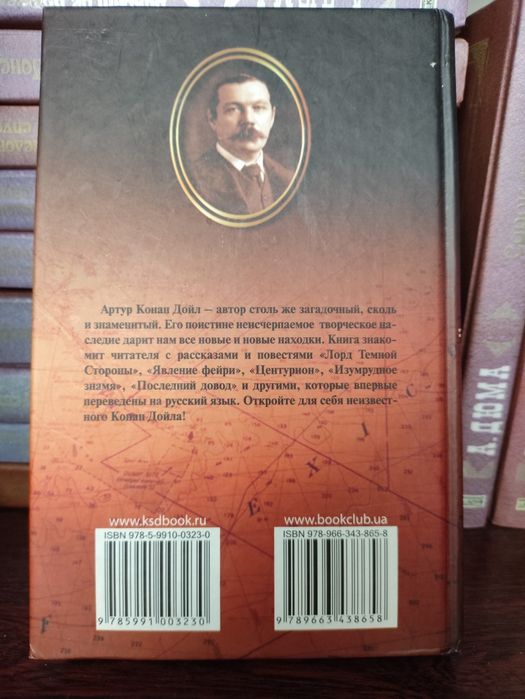 Артур Конан Дойл — автор столь же загадочный, сколь
и знаменитый. Его поистине неисчерпаемое творческое на-
следие дарит нам все новые и новые находки. Книга знако-
мит читателя с рассказами и повестями «Лорд Темной
Стороны», «Явление фейри», «Центурион», «Изумрудное
знамя», «Последний довод» и другими, которые впервые
переведены на русский язык. Откройте для себя неизвест-
ного Конан Дойла!
E X I C
F
www.ksdbook.ru
ISBN 978-5-9910-0323-0
9 785991 003230
www.bookclub.ua
ISBN 978-966-343-865-8
9 789663 438658
А. ДЮМА